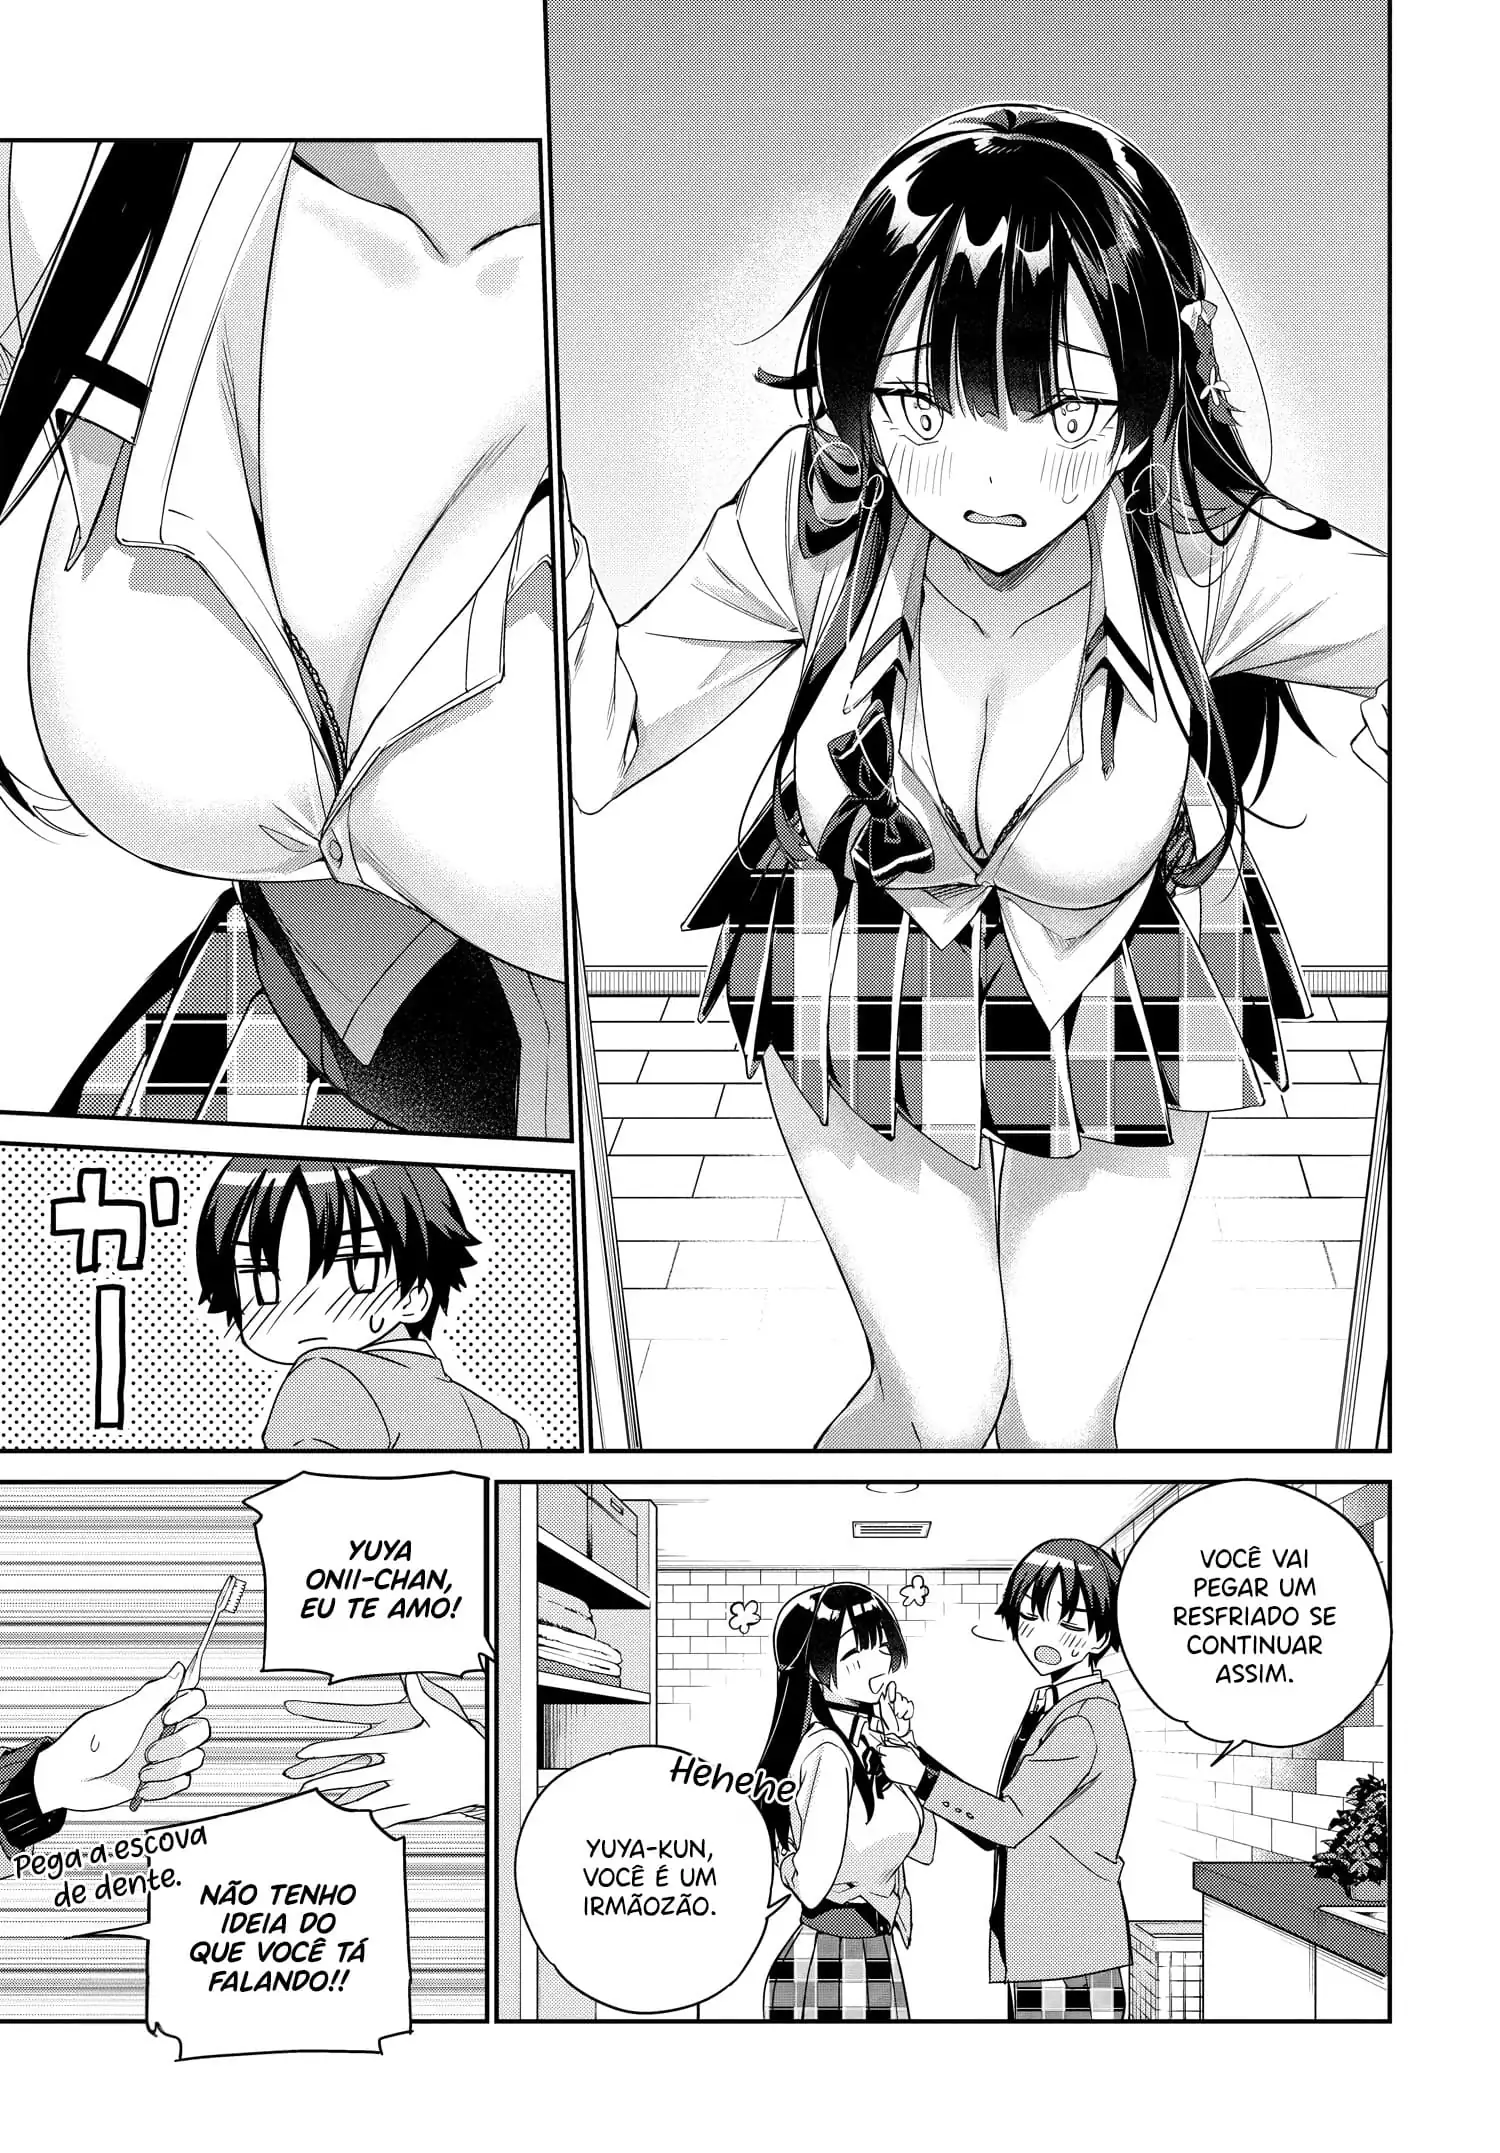 ガー
VOCÊ VAI
PEGAR UM
RESFRIADO SE
CONTINUAR
ASSIM.
Hehehe
YUYA-KUN,
VOCÊ É UM
IRMÃOZÃO.
YUYA
ONII-CHAN,
EU TE AMO!
Pega a escova
de dente.
NÃO TENHO
IDEIA DO
QUE VOCÊ TÁ
FALANDO!!